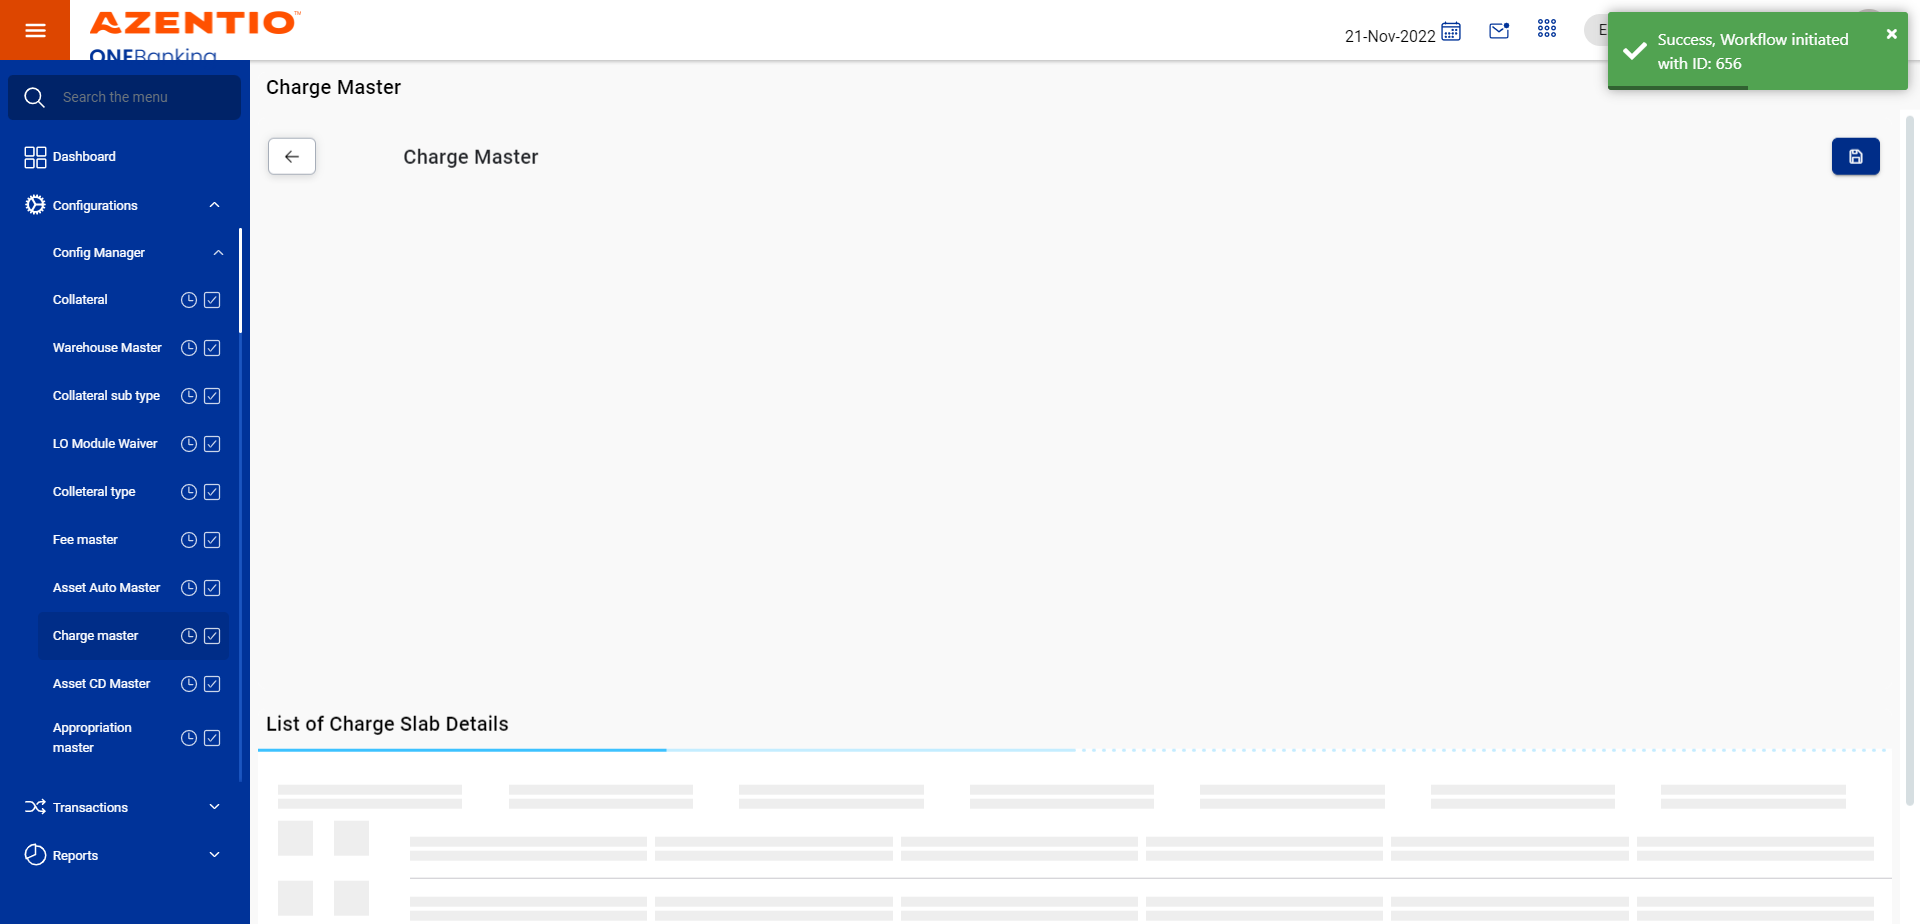 AZENTIO™
ONEBanking
21-Nov-2022
E
Success, Workflow initiated
with ID: 656
Search the menu
Dashboard
Configurations
Config Manager
Collateral
Warehouse Master
Collateral sub type
LO Module Waiver
Colleteral type
Fee master
Asset Auto Master
Charge master
Asset CD Master
Appropriation
master
Transactions
Reports
Charge Master
Charge Master
List of Charge Slab Details